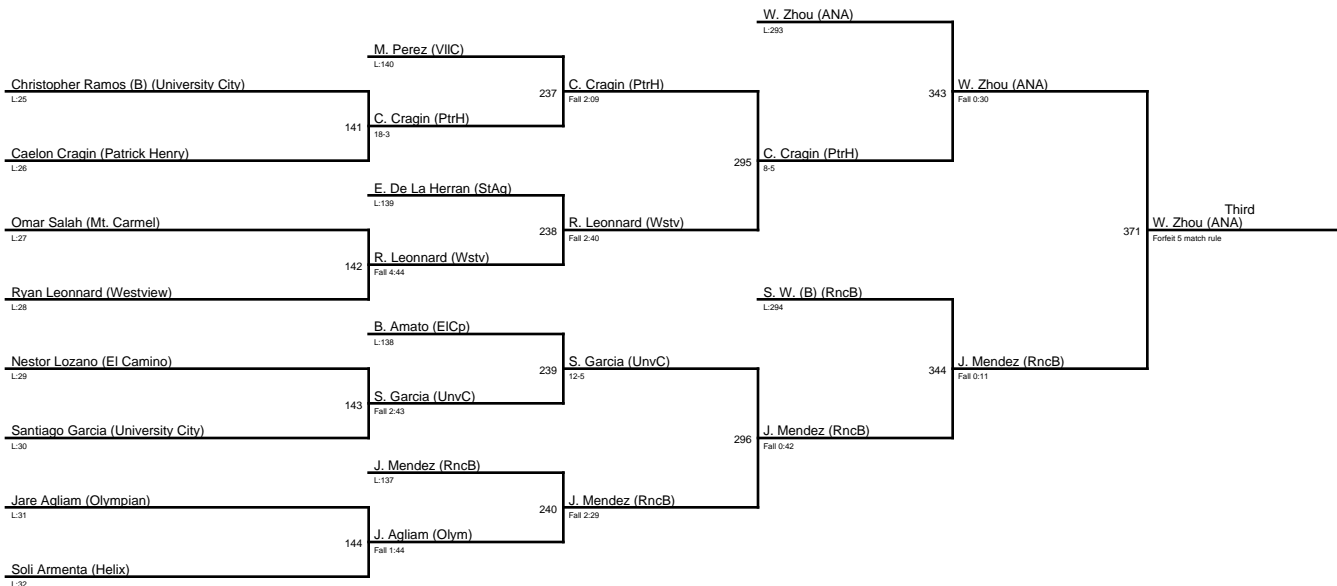 W. Zhou (ANA)
L:293
M. Perez (VIIC)
L:140
Christopher Ramos (B) (University City)
L:25
237
C. Cragin (PtrH)
Fall 2:09
343
W. Zhou (ANA)
Fall 0:30
141
C. Cragin (PtrH)
18-3
Caelon Cragin (Patrick Henry)
L:26
295
C. Cragin (PtrH)
8-5
E. De La Herran (StAg)
L:139
Omar Salah (Mt. Carmel)
L:27
238
R. Leonnard (Wstv)
Fall 2:40
371
Third
W. Zhou (ANA)
Forfeit 5 match rule
142
R. Leonnard (Wstv)
Fall 4:44
Ryan Leonnard (Westview)
L:28
S. W. (B) (RncB)
L:294
B. Amato (ElCp)
L:138
Nestor Lozano (El Camino)
L:29
239
S. Garcia (UnvC)
12-5
344
J. Mendez (RncB)
Fall 0:11
143
S. Garcia (UnvC)
Fall 2:43
Santiago Garcia (University City)
L:30
296
J. Mendez (RncB)
Fall 0:42
J. Mendez (RncB)
L:137
Jare Agliam (Olympian)
L:31
240
J. Mendez (RncB)
Fall 2:29
144
J. Agliam (Olym)
Fall 1:44
Soli Armenta (Helix)
L:32